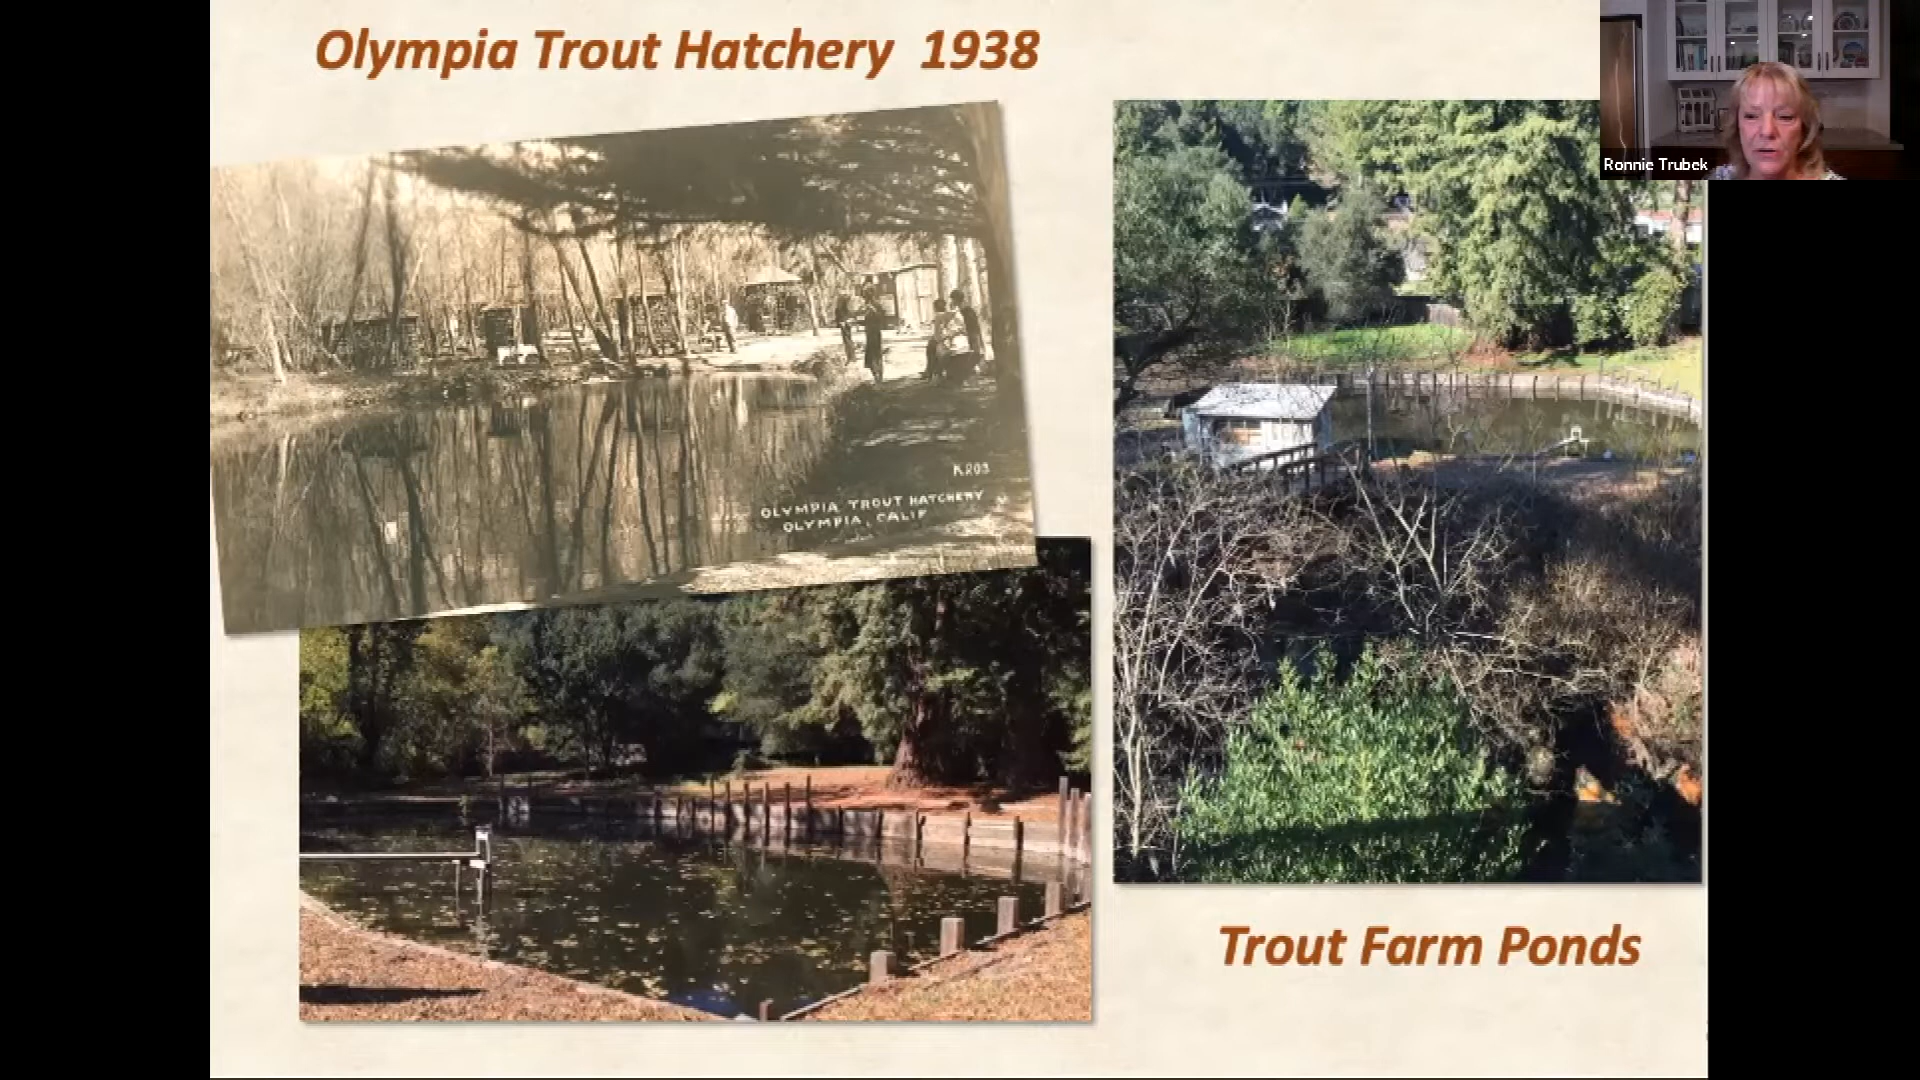 Olympia Trout Hatchery 1938
Ronnie Trubek
K203
OLYMPIA TROUT HATCHERY
OLYMPIA, CALIF
Trout Farm Ponds